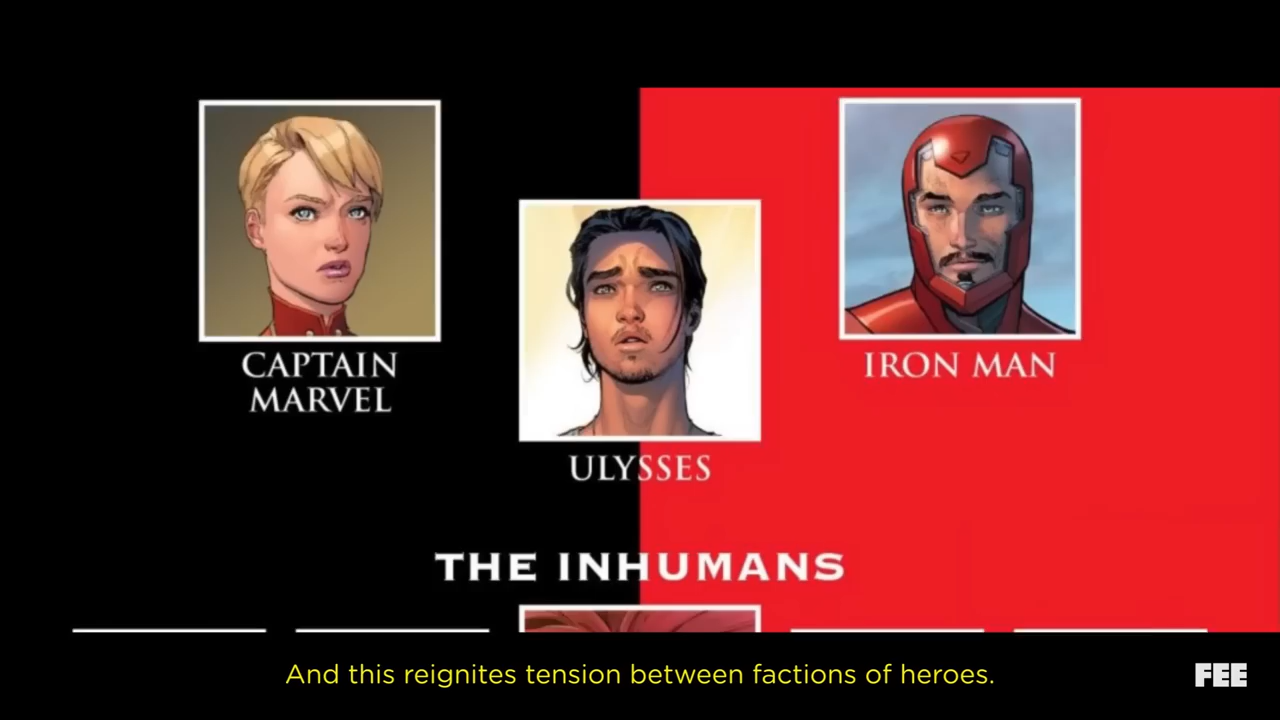 CAPTAIN
MARVEL
IRON MAN
ULYSSES
THE INHUMANS
And this reignites tension between factions of heroes.
FEE